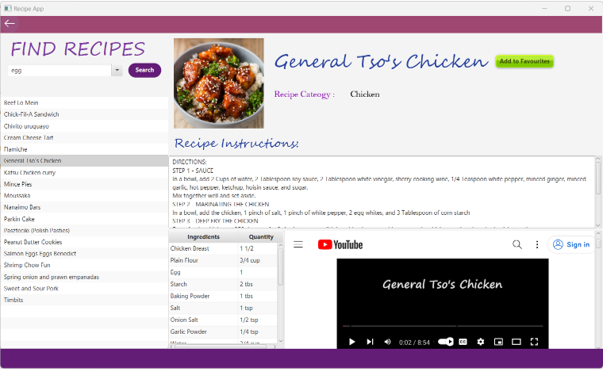 Recipe App
FIND RECIPES
egg
Search
Beef Lo Mein
Chick-Fil-A Sandwich
Chivito uruguayo
Cream Cheese Tart
Flamiche
General Tso's Chicken
Katsu Chicken curry
Mince Pies
Moussaka
Nanaimo Bars
Parkin Cake
Peanut Butter Cookies
Salmon Eggs Eggs Benedict
Shrimp Chow Fun
Spring onion and prawn empanadas
Sweet and Sour Pork
Timbits
General Tso's Chicken
Add to Favourites
Recipe Cateogy : Chicken
Recipe Instructions:
DIRECTIONS:
STEP 1 - SAUCE
In a bowl, add 2 Cups of water, 2 Tablespoon soy sauce, 2 Tablespoon white vinegar, sherry cooking wine, 1/4 Teaspoon white pepper, minced ginger, minced
garlic, hot pepper, ketchup, hoisin sauce, and sugar.
Mix together well and set aside.
STEP 2 - MARINATING THE CHICKEN
In a bowl, add the chicken, 1 pinch of salt, 1 pinch of white pepper, 2 egg whites, and 3 Tablespoon of corn starch
STEP 3 - DEEP FRY THE CHICKEN
Ingredients Quantity
Chicken Breast 1 1/2
Plain Flour 3/4 cup
Egg 1
Starch 2 tbs
Baking Powder 1 tbs
Salt 1 tsp
Onion Salt 1/2 tsp
Garlic Powder 1/4 tsp
Water 3/4 cup
YouTube
Sign in
General Tso's Chicken
0:02 / 8:54